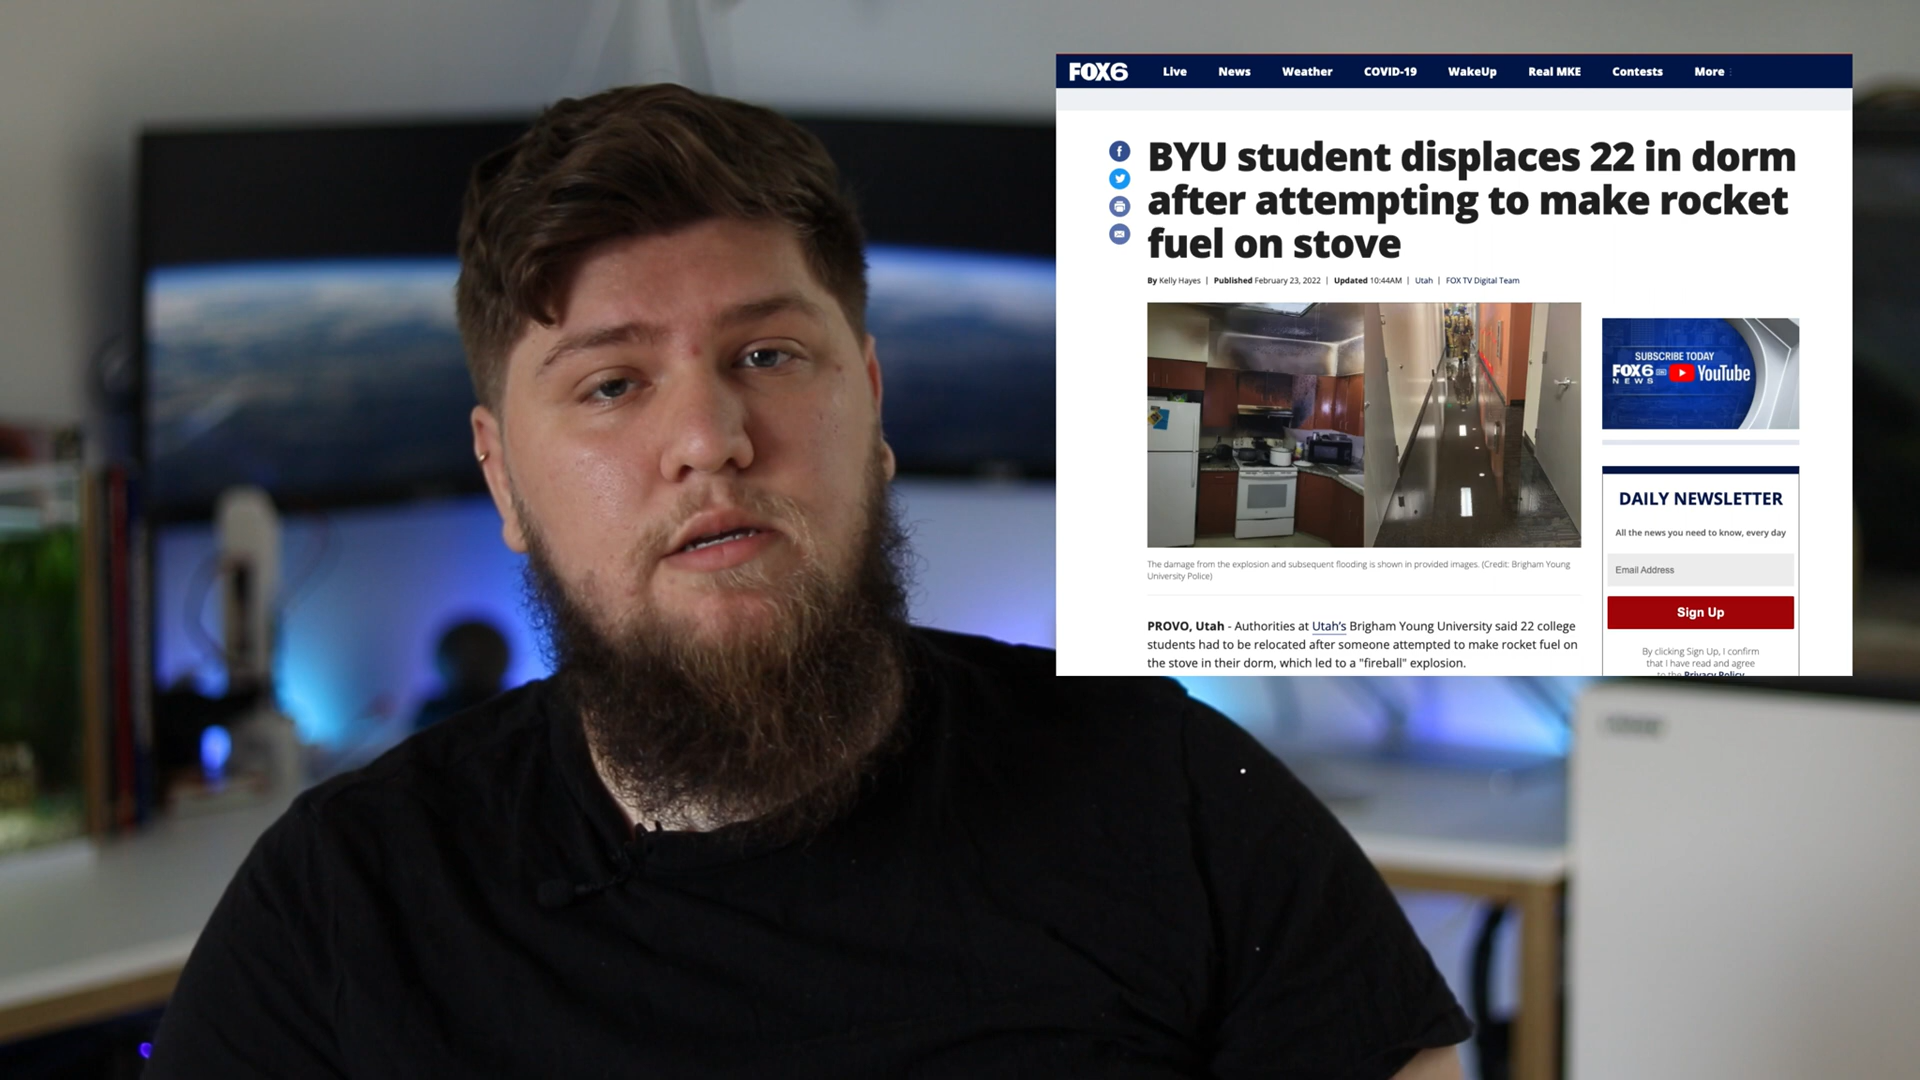 FOX6
Live News Weather COVID-19 WakeUp Real MKE Contests More
BYU student displaces 22 in dorm
after attempting to make rocket
fuel on stove
By Kelly Hayes | Published February 23, 2022 | Updated 10:44AM | Utah | FOX TV Digital Team
SUBSCRIBE TODAY
FOX6 ON YouTube
NEWS
The damage from the explosion and subsequent flooding is shown in provided images. (Credit: Brigham Young
University Police)
PROVO, Utah - Authorities at Utah's Brigham Young University said 22 college
students had to be relocated after someone attempted to make rocket fuel on
the stove in their dorm, which led to a "fireball" explosion.
DAILY NEWSLETTER
All the news you need to know, every day
Email Address
Sign Up
By clicking Sign Up, I confirm
that I have read and agree
to the Privacy Policy